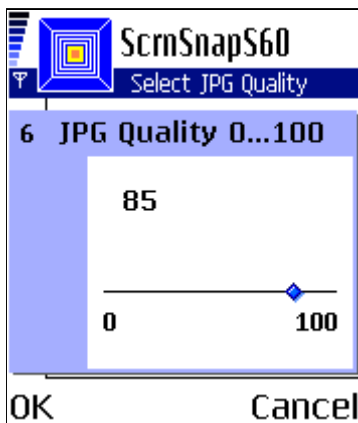 ScrnSnapS60
Select JPG Quality
6 JPG Quality 0...100
85
0 100
OK Cancel